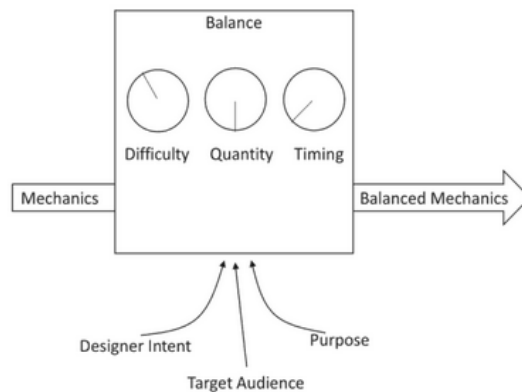 Balance
Difficulty Quantity Timing
Mechanics
Balanced Mechanics
Designer Intent
Purpose
Target Audience